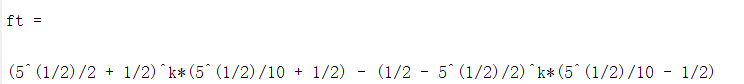 ft =
(5^(1/2)/2 + 1/2)^k*(5^(1/2)/10 + 1/2) - (1/2 - 5^(1/2)/2)^k*(5^(1/2)/10 - 1/2)